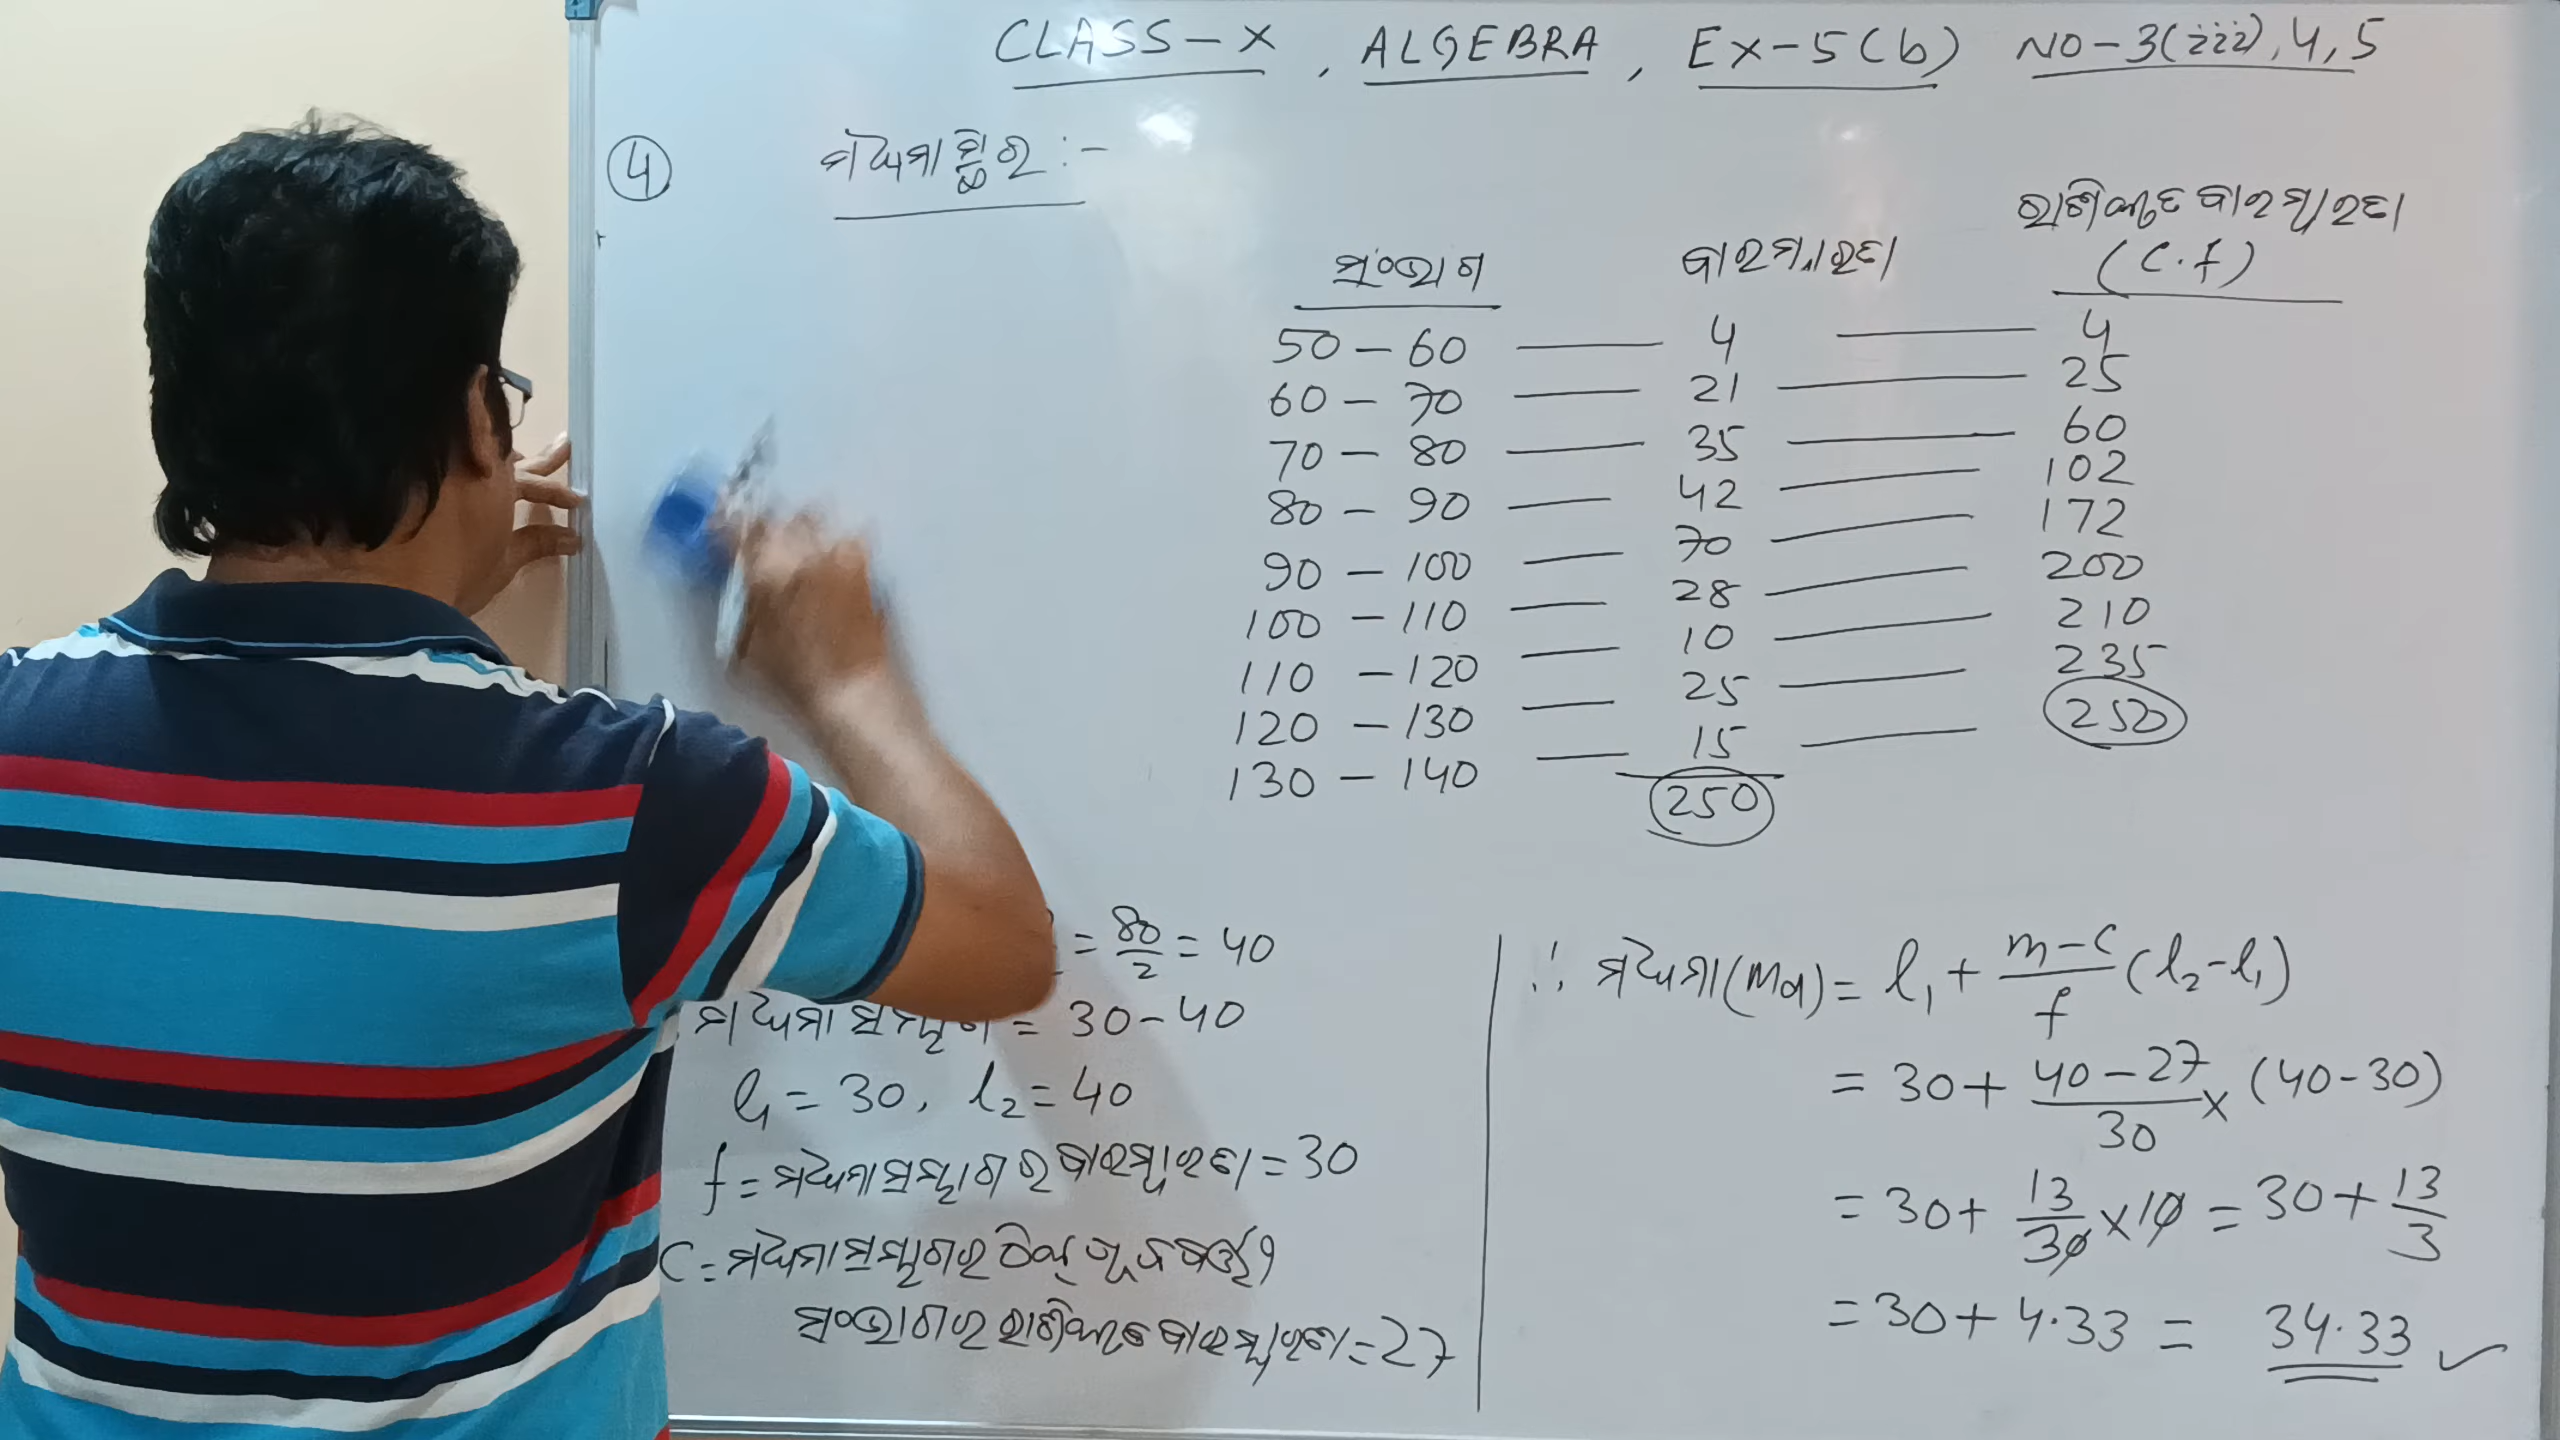 CLASS-X, ALGEBRA, EX-5(b) NO-3(iii),4,5
4 ମଧ୍ୟମା ସ୍ଥିର :-
ସଂଭାଗ ବାରମ୍ବାରତା ରାଶିକୃତ ବାରମ୍ବାରତା
(C.f)
50 - 60 — 4 — 4
60 - 70 — 21 — 25
70 - 80 — 35 — 60
80 - 90 — 42 — 102
90 - 100 — 70 — 172
100 - 110 — 28 — 200
110 - 120 — 10 — 210
120 - 130 — 25 — 235
130 - 140 — 15 — 250
250
= 80/2 = 40
ମଧ୍ୟମା ସମ୍ଭାଗ = 30-40
l₁ = 30, l₂ = 40
f = ମଧ୍ୟମା ସମ୍ଭାଗ ର ବାରମ୍ବାରତା = 30
C = ମଧ୍ୟମା ସମ୍ଭାଗର ଠିକ୍ ପୂର୍ବବର୍ତ୍ତୀ
ସଂଭାଗର ରାଶିକୃତ ବାରମ୍ବାରତା = 27
∴ ମଧ୍ୟମା (Md) = l₁ + (m-c)/f (l₂-l₁)
= 30 + (40-27)/30 × (40-30)
= 30 + 13/30 × 10 = 30 + 13/3
= 30 + 4.33 = 34.33 ✓